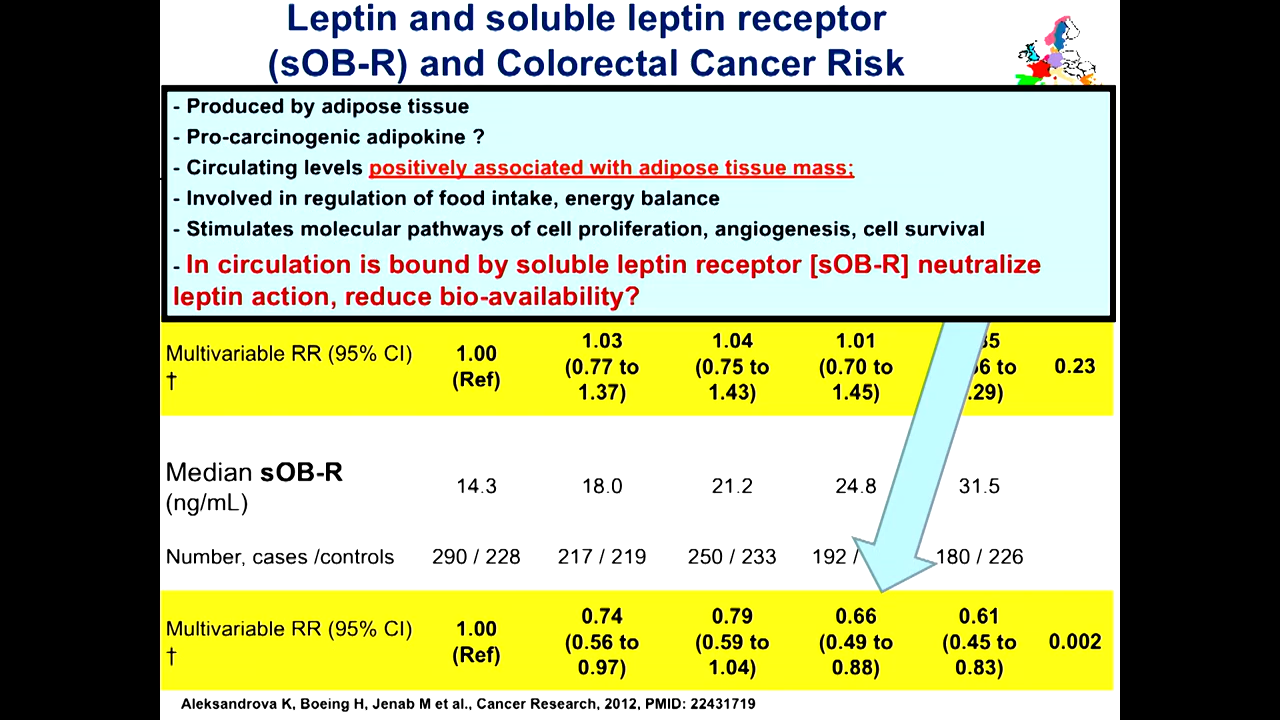 Leptin and soluble leptin receptor
(sOB-R) and Colorectal Cancer Risk
- Produced by adipose tissue
- Pro-carcinogenic adipokine ?
- Circulating levels positively associated with adipose tissue mass;
- Involved in regulation of food intake, energy balance
- Stimulates molecular pathways of cell proliferation, angiogenesis, cell survival
- In circulation is bound by soluble leptin receptor [sOB-R] neutralize
leptin action, reduce bio-availability?
Multivariable RR (95% CI)
†
1.00
(Ref)
1.03
(0.77 to
1.37)
1.04
(0.75 to
1.43)
1.01
(0.70 to
1.45)
to
0.23
Median sOB-R
(ng/mL)
14.3
18.0
21.2
24.8
31.5
Number, cases /controls
290 / 228
217 / 219
250 / 233
192 /
180 / 226
Multivariable RR (95% CI)
†
1.00
(Ref)
0.74
(0.56 to
0.97)
0.79
(0.59 to
1.04)
0.66
(0.49 to
0.88)
0.61
(0.45 to
0.83)
0.002
Aleksandrova K, Boeing H, Jenab M et al., Cancer Research, 2012, PMID: 22431719